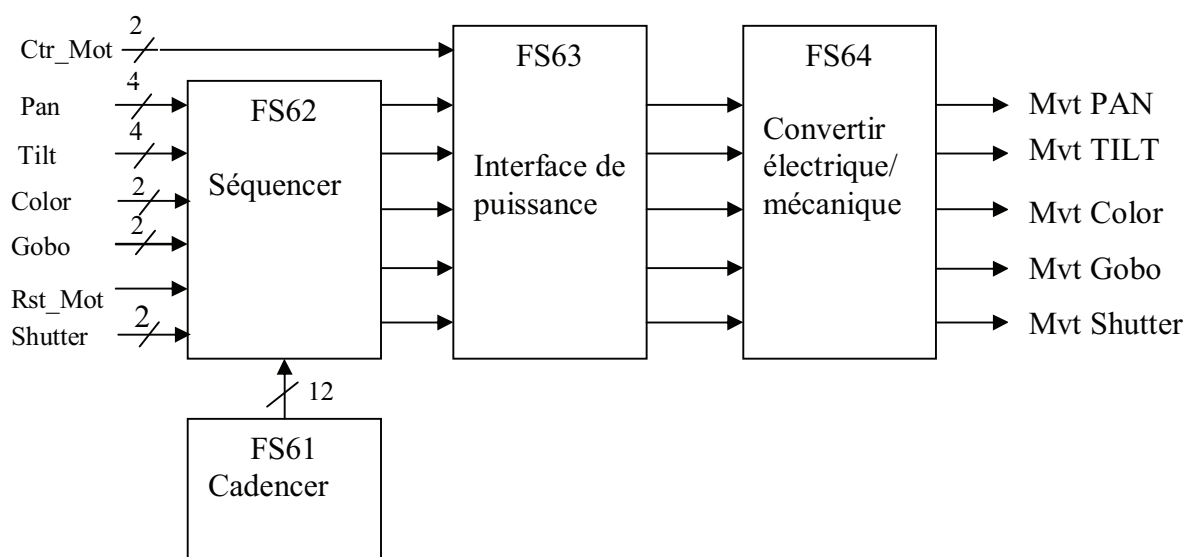 Ctr_Mot
2
FS63
Interface de
puissance
FS64
Convertir
électrique/
mécanique
Pan
4
Tilt
4
Color
2
Gobo
2
Rst_Mot
Shutter
2
FS62
Séquencer
Mvt PAN
Mvt TILT
Mvt Color
Mvt Gobo
Mvt Shutter
12
FS61
Cadencer